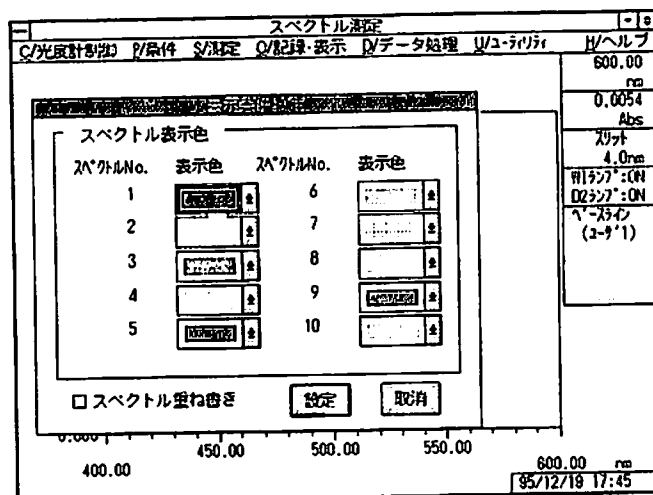 スペクトル測定
C/光度計制御 P/条件 S/測定 O/記録・表示 D/データ処理 U/ユーティリティ H/ヘルプ
600.00
nm
0.0054
Abs
スリット
4.0nm
WIランプ:ON
D2ランプ:ON
ベースライン
(ユーザ1)
スペクトル表示色
スペクトルNo. 表示色 スペクトルNo. 表示色
1 6
2 7
3 8
4 9
5 10
スペクトル重ね書き 設定 取消
0.000
400.00 450.00 500.00 550.00 600.00 nm
95/12/19 17:45